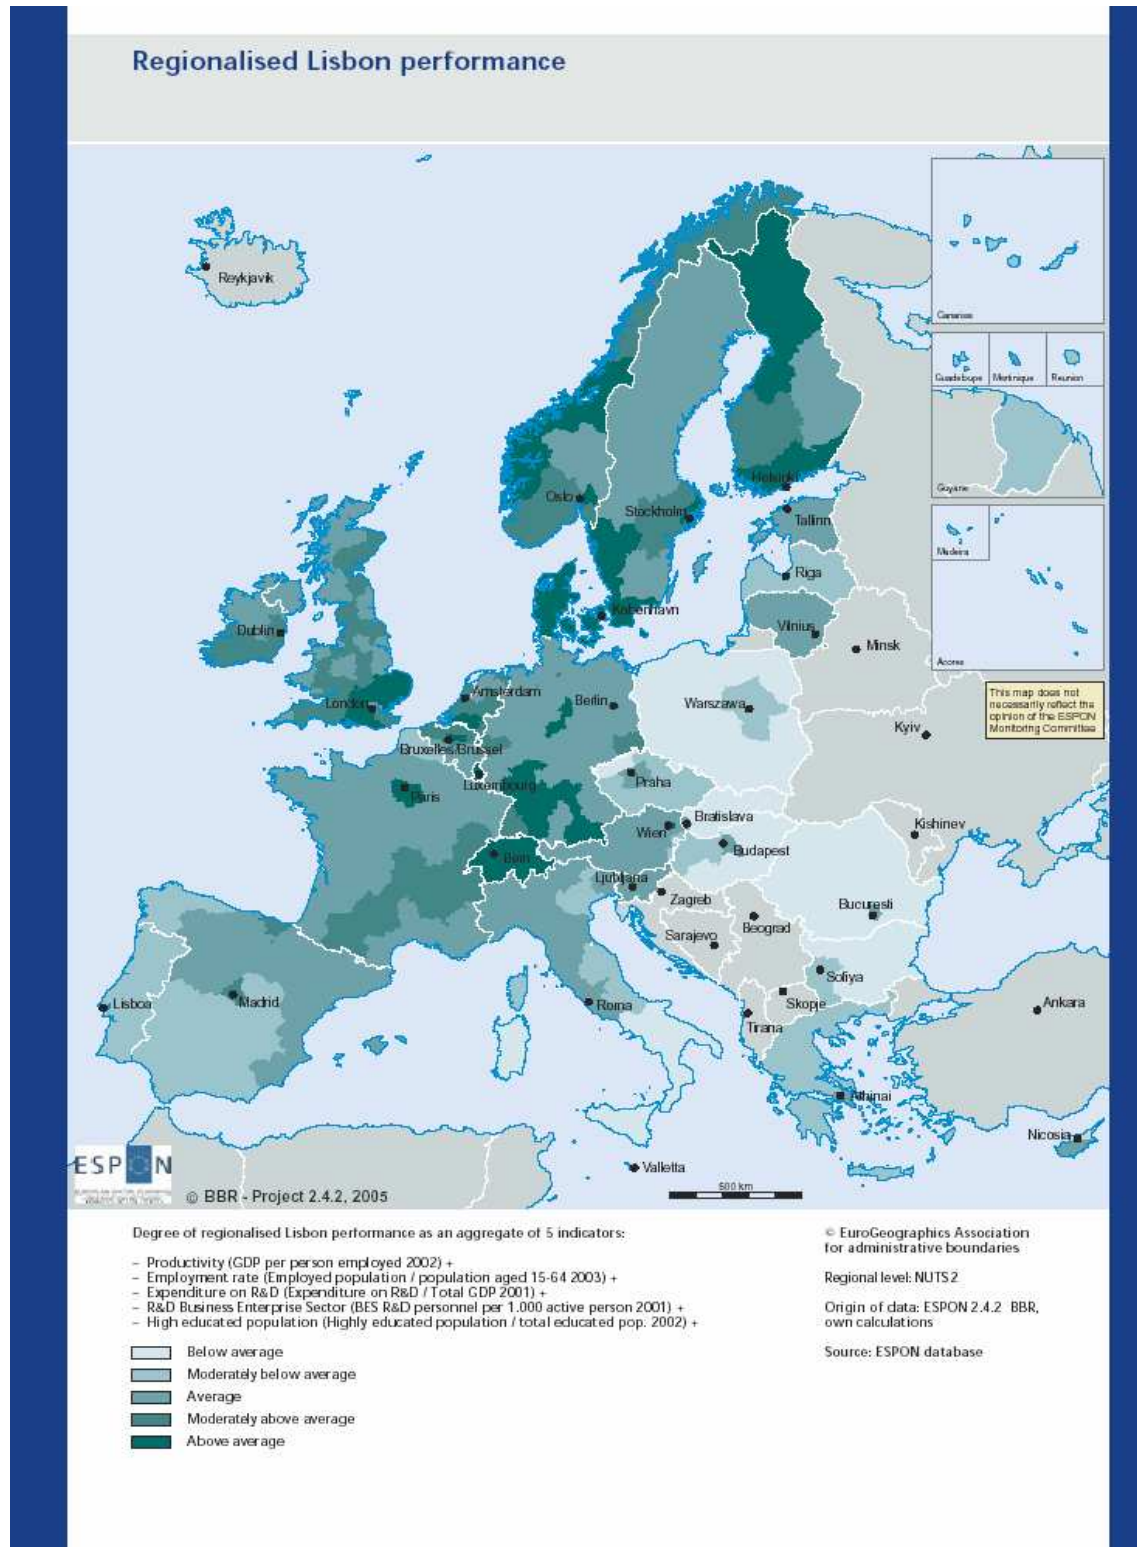 Regionalised Lisbon performance
Reykjavik
Canarias
Guadeloupe
Martinique
Reunion
Guyane
Madeira
Acores
This map does not
necessarily reflect the
opinion of the ESPON
Monitoring Committee
Oslo
Helsinki
Stockholm
Tallinn
Riga
København
Vilnius
Minsk
Dublin
London
Amsterdam
Berlin
Warszawa
Kyiv
Bruxelles/Brussel
Luxembourg
Paris
Praha
Kishinev
Bratislava
Wien
Budapest
Bern
Ljubljana
Zagreb
Bucuresti
Beograd
Sarajevo
Sofiya
Lisboa
Madrid
Roma
Skopje
Tirana
Ankara
Athinai
Nicosia
Valletta
ESPON
© BBR - Project 2.4.2, 2005
500 km
Degree of regionalised Lisbon performance as an aggregate of 5 indicators:
– Productivity (GDP per person employed 2002) +
– Employment rate (Employed population / population aged 15-64 2003) +
– Expenditure on R&D (Expenditure on R&D / Total GDP 2001) +
– R&D Business Enterprise Sector (BES R&D personnel per 1.000 active person 2001) +
– High educated population (Highly educated population / total educated pop. 2002) +
Below average
Moderately below average
Average
Moderately above average
Above average
© EuroGeographics Association
for administrative boundaries
Regional level: NUTS 2
Origin of data: ESPON 2.4.2 BBR,
own calculations
Source: ESPON database